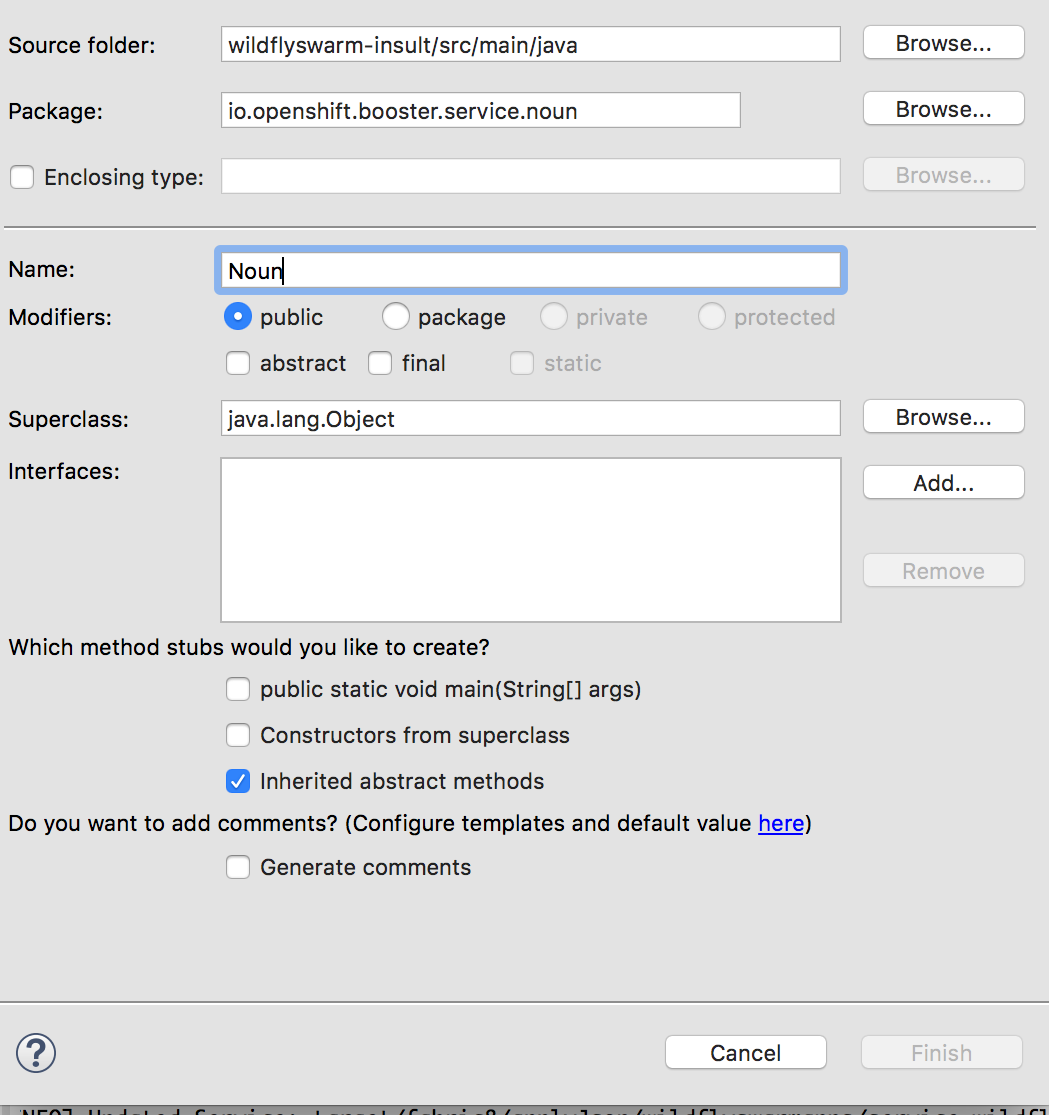 Source folder: wildflyswarm-insult/src/main/java Browse...
Package: io.openshift.booster.service.noun Browse...
Enclosing type: Browse...
Name: Noun
Modifiers: public package private protected
abstract final static
Superclass: java.lang.Object Browse...
Interfaces: Add...
Remove
Which method stubs would you like to create?
public static void main(String[] args)
Constructors from superclass
Inherited abstract methods
Do you want to add comments? (Configure templates and default value here)
Generate comments
? Cancel Finish